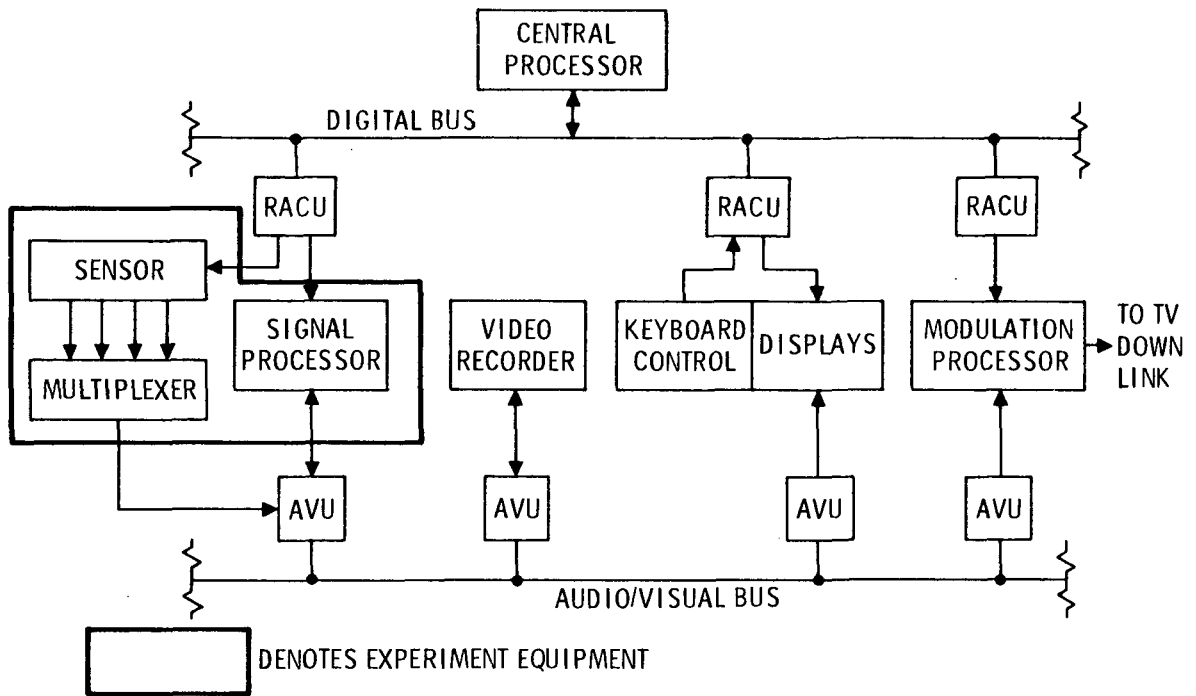 CENTRAL
PROCESSOR
DIGITAL BUS
RACU
RACU
RACU
SENSOR
MULTIPLEXER
SIGNAL
PROCESSOR
VIDEO
RECORDER
KEYBOARD
CONTROL
DISPLAYS
MODULATION
PROCESSOR
TO TV
DOWN
LINK
AVU
AVU
AVU
AVU
AUDIO/VISUAL BUS
DENOTES EXPERIMENT EQUIPMENT